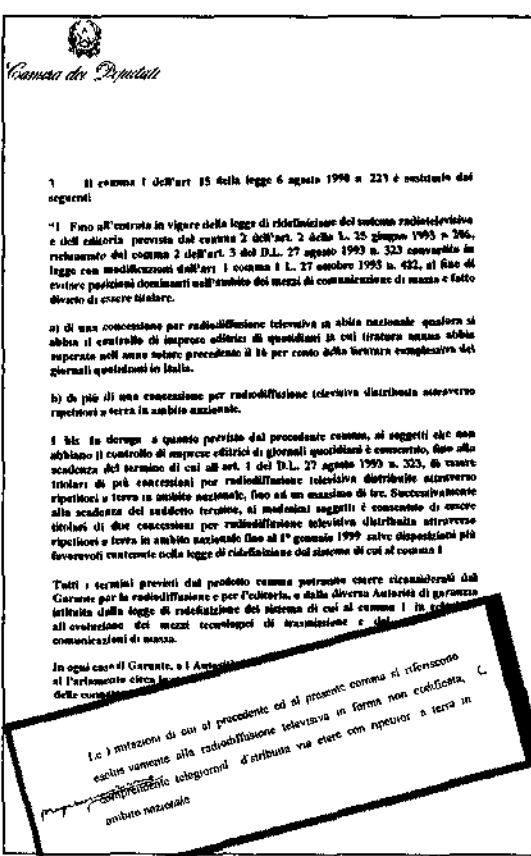 Camera dei Deputati
3 Il comma 1 dell'art 15 della legge 6 agosto 1990 n 223 è sostituito dai
seguenti
"1 Fino all'entrata in vigore della legge di ridefinizione del sistema radiotelevisivo
e dell editoria prevista dal comma 2 dell'art. 2 della L. 25 giugno 1993 n 206,
richiamato dal comma 2 dell'art. 3 del D.L. 27 agosto 1993 n. 323 convertito in
legge con modificazioni dall'art 1 comma 1 L. 27 ottobre 1993 n. 422, al fine di
evitare posizioni dominanti nell'ambito dei mezzi di comunicazione di massa è fatto
divieto di essere titolare.
a) di una concessione per radiodiffusione televisiva in abito nazionale qualora si
abbia il controllo di imprese editrici di quotidiani la cui tiratura annua abbia
superato nell anno solare precedente il 16 per cento della tiratura complessiva dei
giornali quotidiani in Italia.
b) di più di una concessione per radiodiffusione televisiva distribuita attraverso
ripetitori a terra in ambito nazionale.
1 bis In deroga a quanto previsto dal precedente comma, ai soggetti che non
abbiano il controllo di imprese editrici di giornali quotidiani è consentito, fino alla
scadenza del termine di cui all art. 1 del D.L. 27 agosto 1993 n. 323, di essere
titolari di più concessioni per radiodiffusione televisiva distribuite attraverso
ripetitori a terra in ambito nazionale, fino ad un massimo di tre. Successivamente
alla scadenza del suddetto termine, ai medesimi soggetti è consentito di essere
titolari di due concessioni per radiodiffusione televisiva distribuita attraverso
ripetitori a terra in ambito nazionale fino al 1° gennaio 1999 salve disposizioni più
favorevoli contenute nella legge di ridefinizione del sistema di cui al comma 1
Tutti i termini previsti dal predetto comma potranno essere riconsiderati dal
Garante per la radiodiffusione e per l'editoria, o dalla diversa Autorità di garanzia
istituita dalla legge di ridefinizione del sistema di cui al comma 1 in
all evoluzione dei mezzi tecnologici di trasmissione e
comunicazioni di massa.
In ogni caso il Garante, o l
al Parlamento circa
delle
Le limitazioni di cui al precedente ed al presente comma si riferiscono
esclusivamente alla radiodiffusione televisiva in forma non codificata,
comprendente telegiornali distribuita via etere con ripetitori a terra in
ambito nazionale